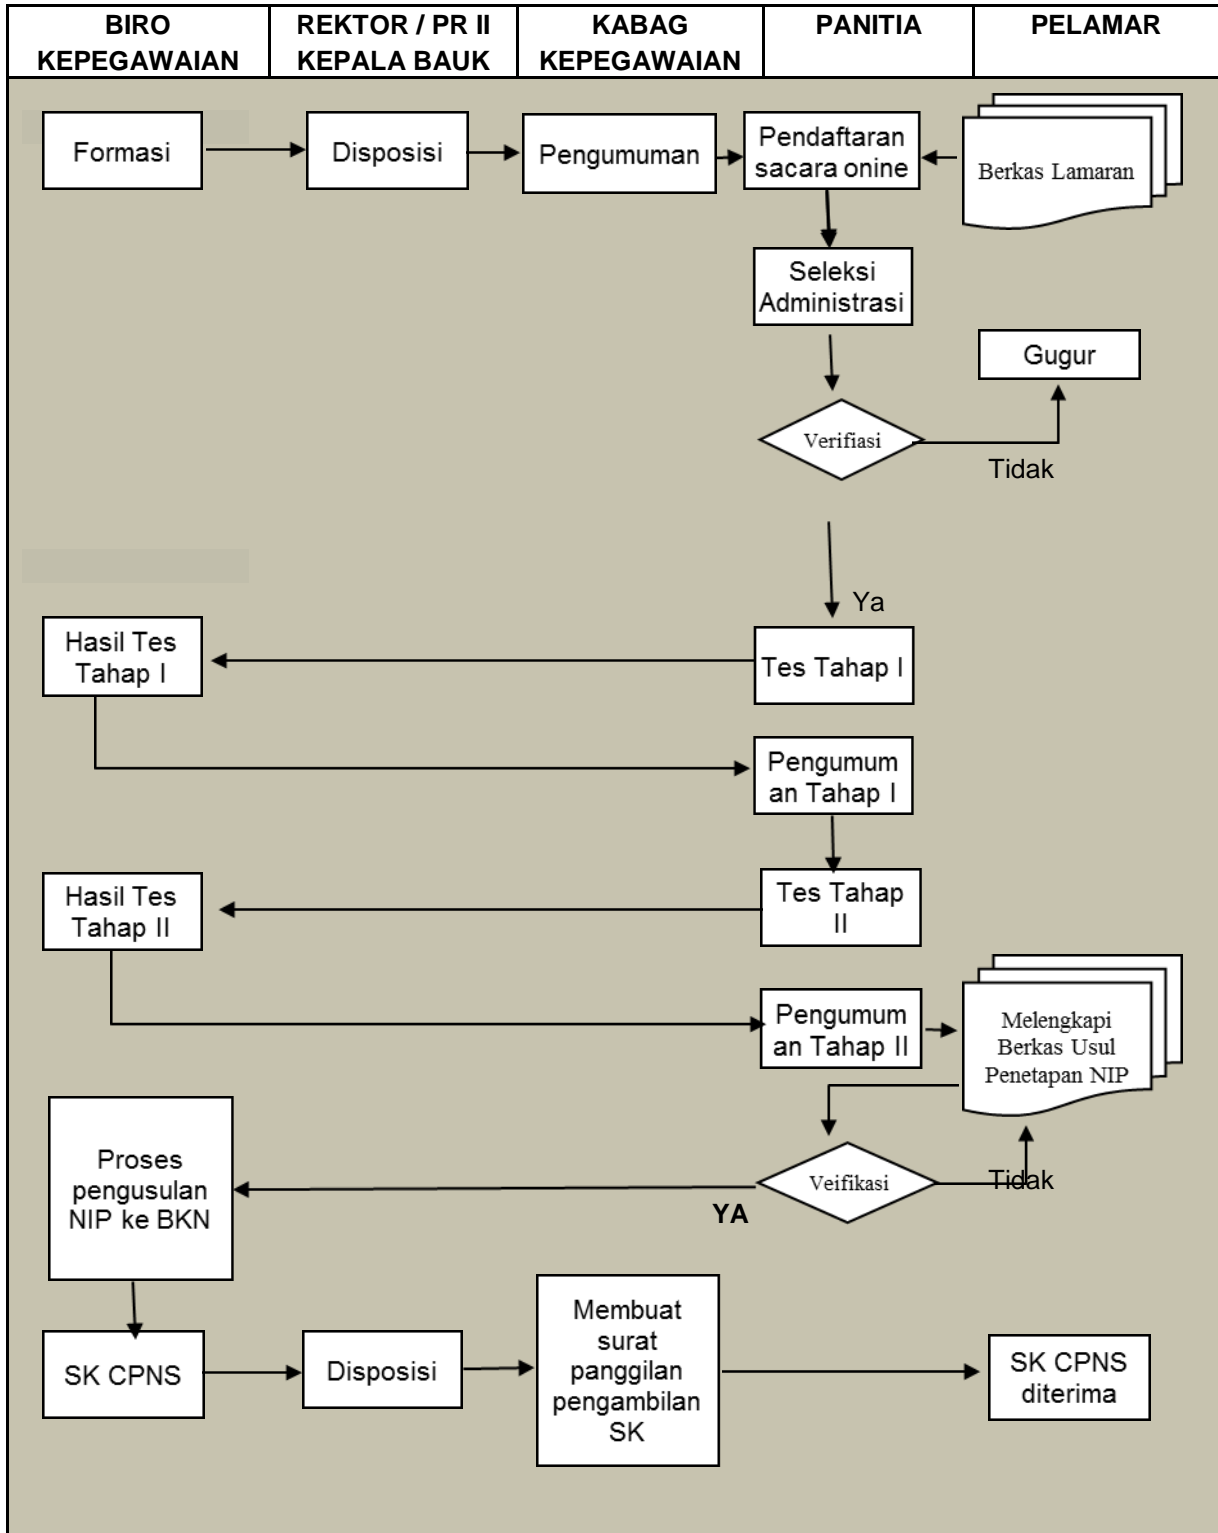 BIRO
KEPEGAWAIAN
REKTOR / PR II
KEPALA BAUK
KABAG
KEPEGAWAIAN
PANITIA
PELAMAR
Formasi
Disposisi
Pengumuman
Pendaftaran
sacara onine
Berkas Lamaran
Seleksi
Administrasi
Gugur
Verifiasi
Tidak
Ya
Hasil Tes
Tahap I
Tes Tahap I
Pengumum
an Tahap I
Hasil Tes
Tahap II
Tes Tahap
II
Pengumum
an Tahap II
Melengkapi
Berkas Usul
Penetapan NIP
Proses
pengusulan
NIP ke BKN
YA
Veifikasi
Tidak
SK CPNS
Disposisi
Membuat
surat
panggilan
pengambilan
SK
SK CPNS
diterima